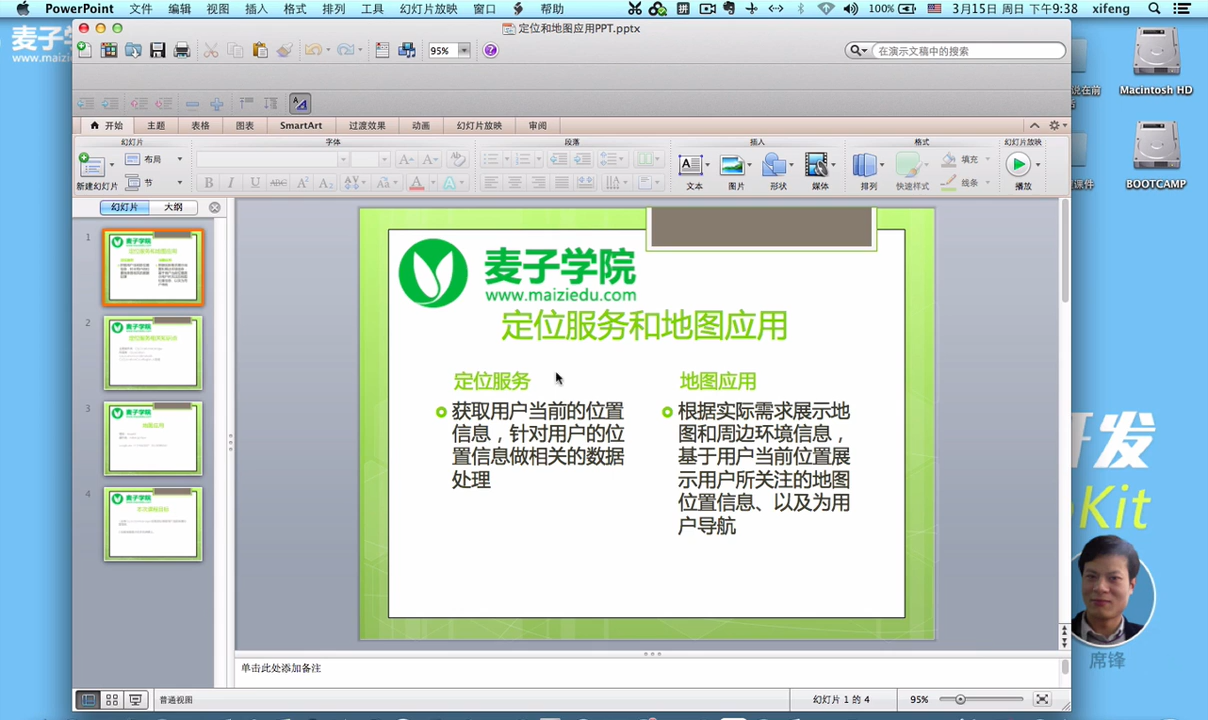 PowerPoint 文件 编辑 视图 插入 格式 排列 工具 幻灯片放映 窗口 帮助 拼 100% 3月15日 周日 下午9:38 xifeng
定位和地图应用PPT.pptx
95%
在演示文稿中的搜索
开始 主题 表格 图表 SmartArt 过渡效果 动画 幻灯片放映 审阅
幻灯片 字体 段落 插入 格式 幻灯片放映
新建幻灯片 布局 节
文本 图片 形状 媒体 排列 快速样式 填充 线条 播放
幻灯片 大纲
1
2
3
4
麦子学院
www.maiziedu.com
定位服务和地图应用
定位服务
获取用户当前的位置
信息，针对用户的位
置信息做相关的数据
处理
地图应用
根据实际需求展示地
图和周边环境信息，
基于用户当前位置展
示用户所关注的地图
位置信息、以及为用
户导航
单击此处添加备注
普通视图 幻灯片 1 的 4 95%
Macintosh HD
BOOTCAMP
开发
Kit
席锋